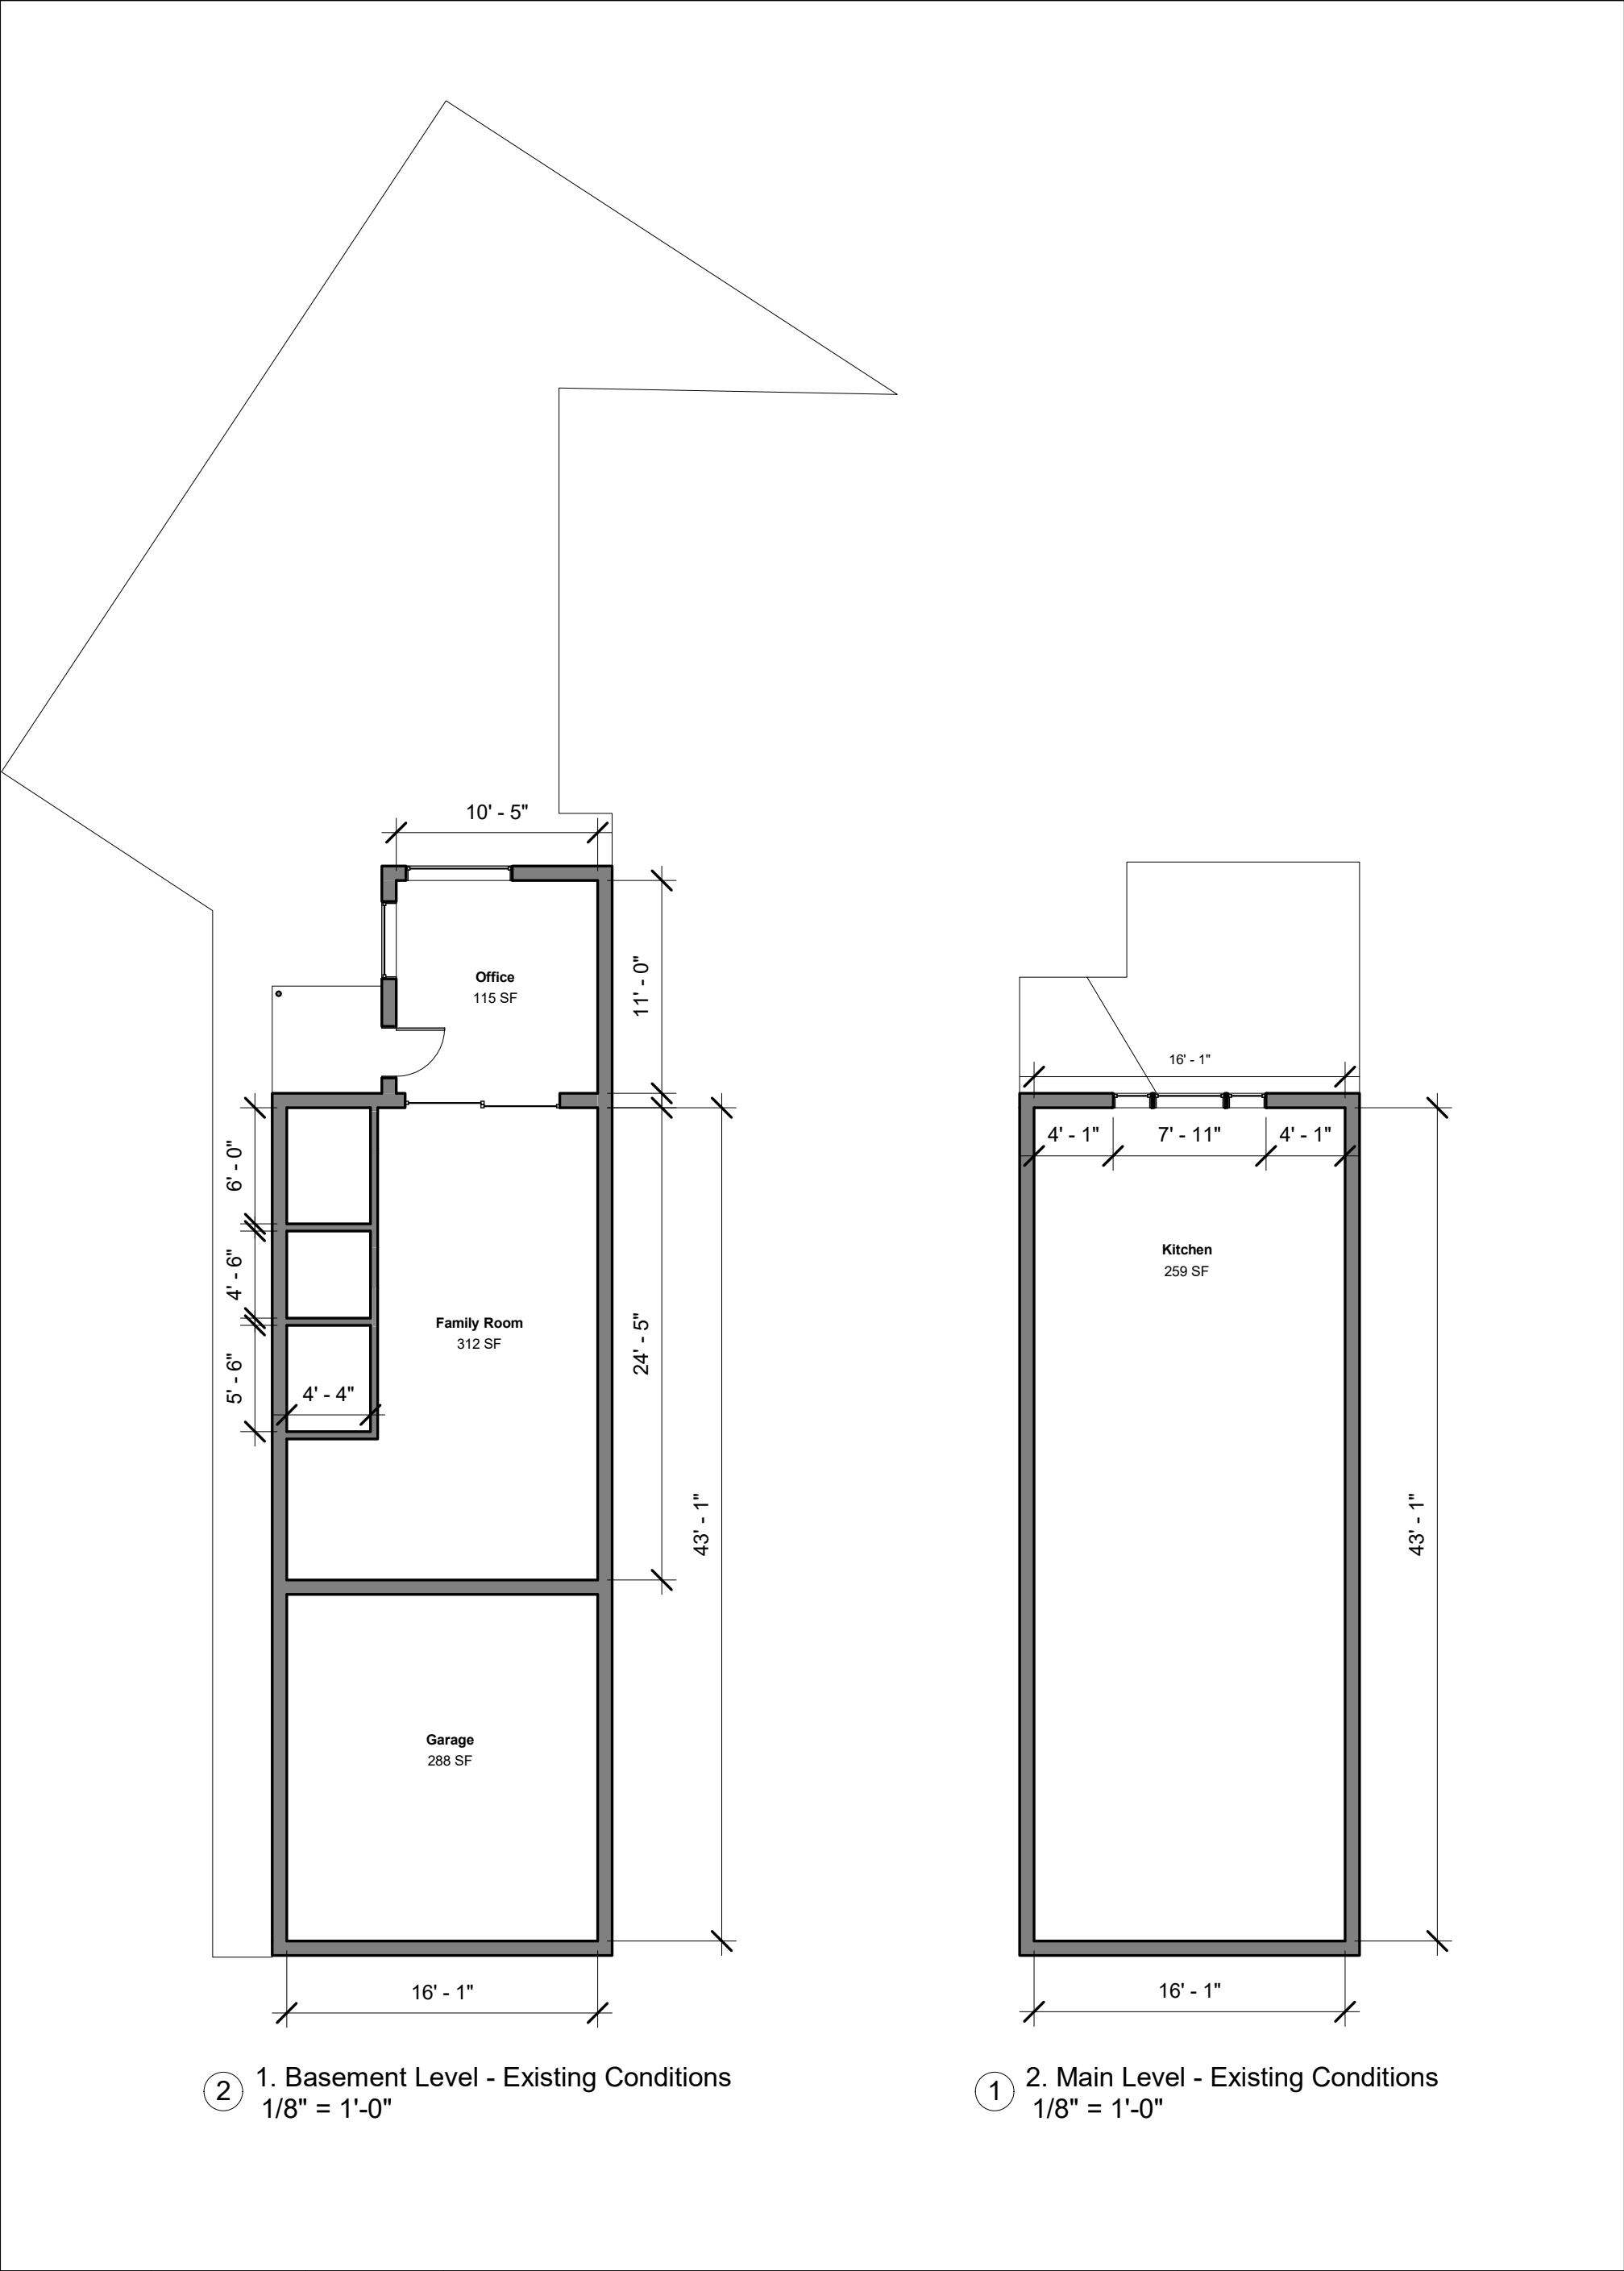 10' - 5"
Office
115 SF
11' - 0"
6' - 0"
4' - 6"
5' - 6"
4' - 4"
Family Room
312 SF
24' - 5"
43' - 1"
Garage
288 SF
16' - 1"
2
1. Basement Level - Existing Conditions
1/8" = 1'-0"
16' - 1"
4' - 1"
7' - 11"
4' - 1"
Kitchen
259 SF
43' - 1"
16' - 1"
1
2. Main Level - Existing Conditions
1/8" = 1'-0"